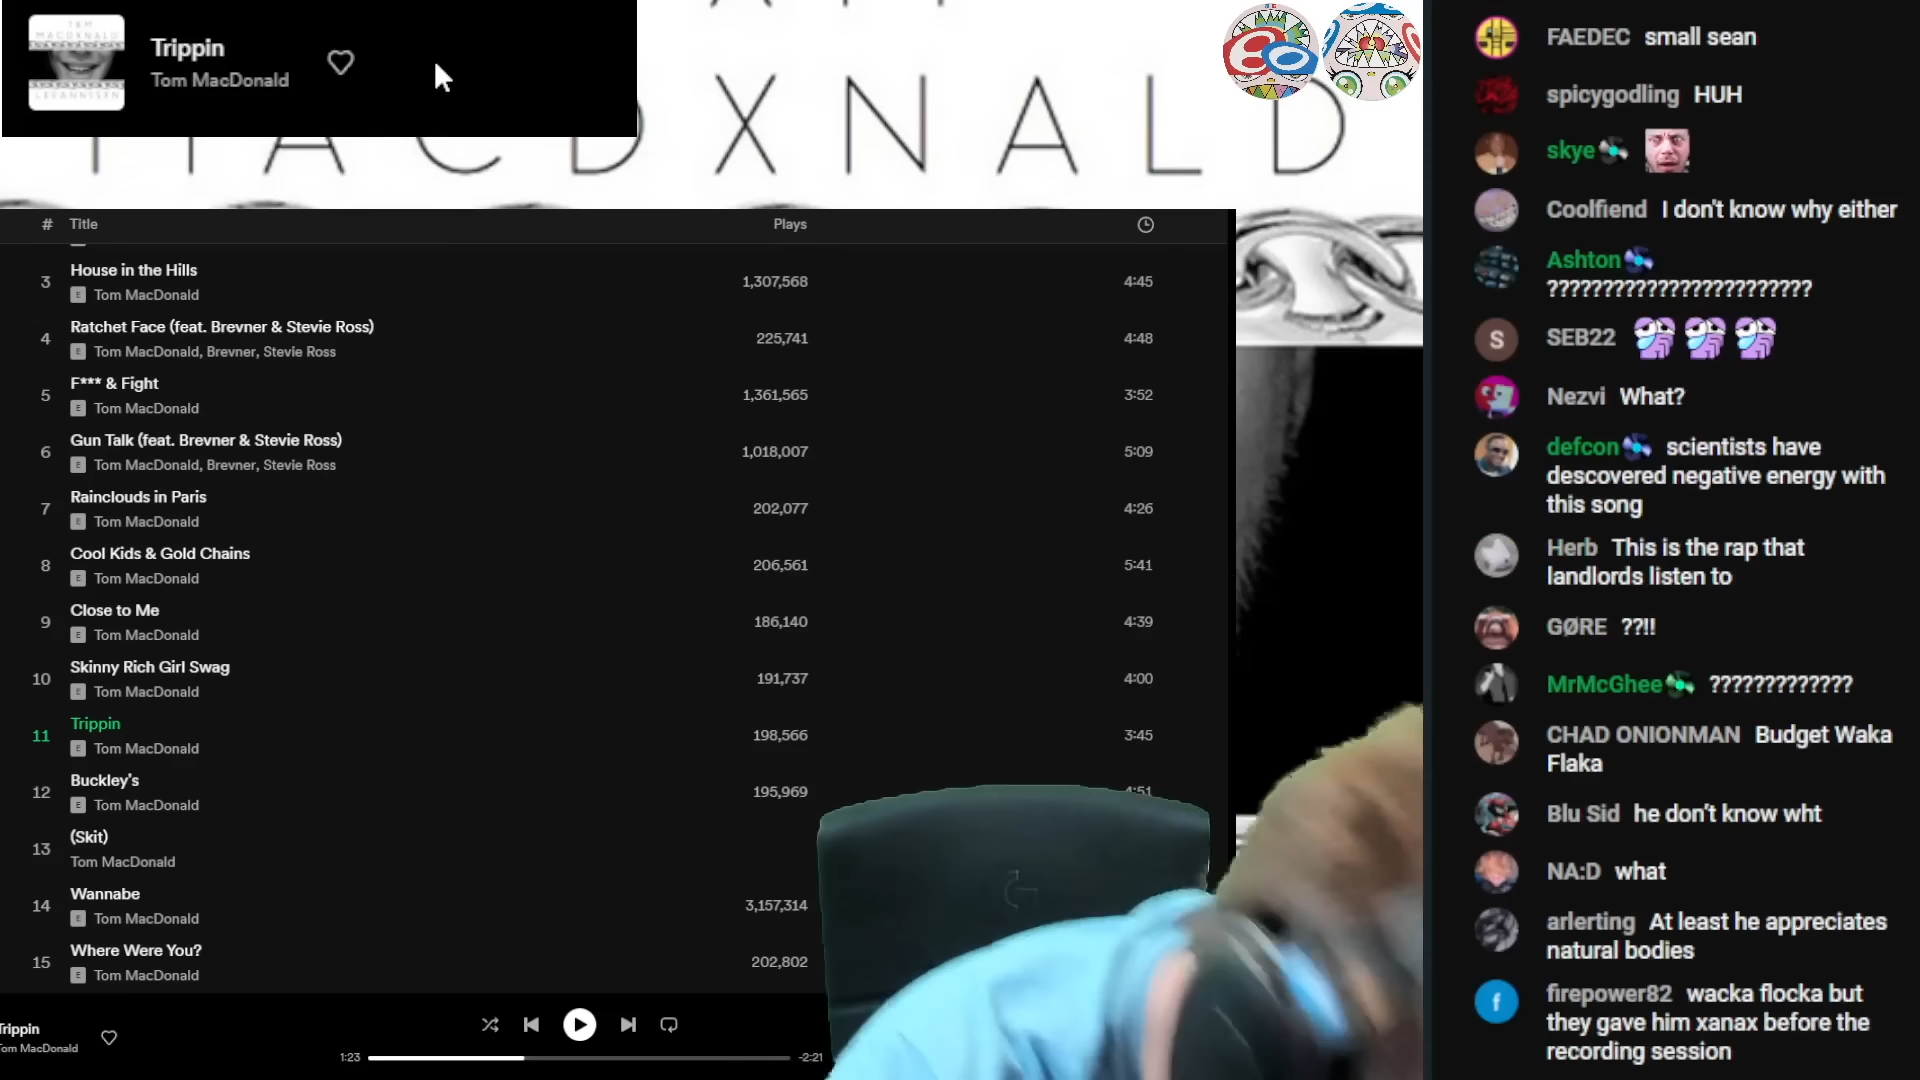 TXM
MACDXNALD
LEEANNISXN
Trippin
Tom MacDonald
MACDXNALD
# Title Plays
3 House in the Hills 1,307,568 4:45
E Tom MacDonald
4 Ratchet Face (feat. Brevner & Stevie Ross) 225,741 4:48
E Tom MacDonald, Brevner, Stevie Ross
5 F*** & Fight 1,361,565 3:52
E Tom MacDonald
6 Gun Talk (feat. Brevner & Stevie Ross) 1,018,007 5:09
E Tom MacDonald, Brevner, Stevie Ross
7 Rainclouds in Paris 202,077 4:26
E Tom MacDonald
8 Cool Kids & Gold Chains 206,561 5:41
E Tom MacDonald
9 Close to Me 186,140 4:39
E Tom MacDonald
10 Skinny Rich Girl Swag 191,737 4:00
E Tom MacDonald
11 Trippin 198,566 3:45
E Tom MacDonald
12 Buckley's 195,969 4:51
E Tom MacDonald
13 (Skit)
Tom MacDonald
14 Wannabe 3,157,314
E Tom MacDonald
15 Where Were You? 202,802
E Tom MacDonald
Trippin
Tom MacDonald
1:23 -2:21
FAEDEC small sean
spicygodling HUH
skye
Coolfiend I don't know why either
Ashton
????????????????????????
S SEB22
Nezvi What?
defcon scientists have
descovered negative energy with
this song
Herb This is the rap that
landlords listen to
GØRE ??!!
MrMcGhee ?????????????
CHAD ONIONMAN Budget Waka
Flaka
Blu Sid he don't know wht
NA:D what
arlerting At least he appreciates
natural bodies
f firepower82 wacka flocka but
they gave him xanax before the
recording session